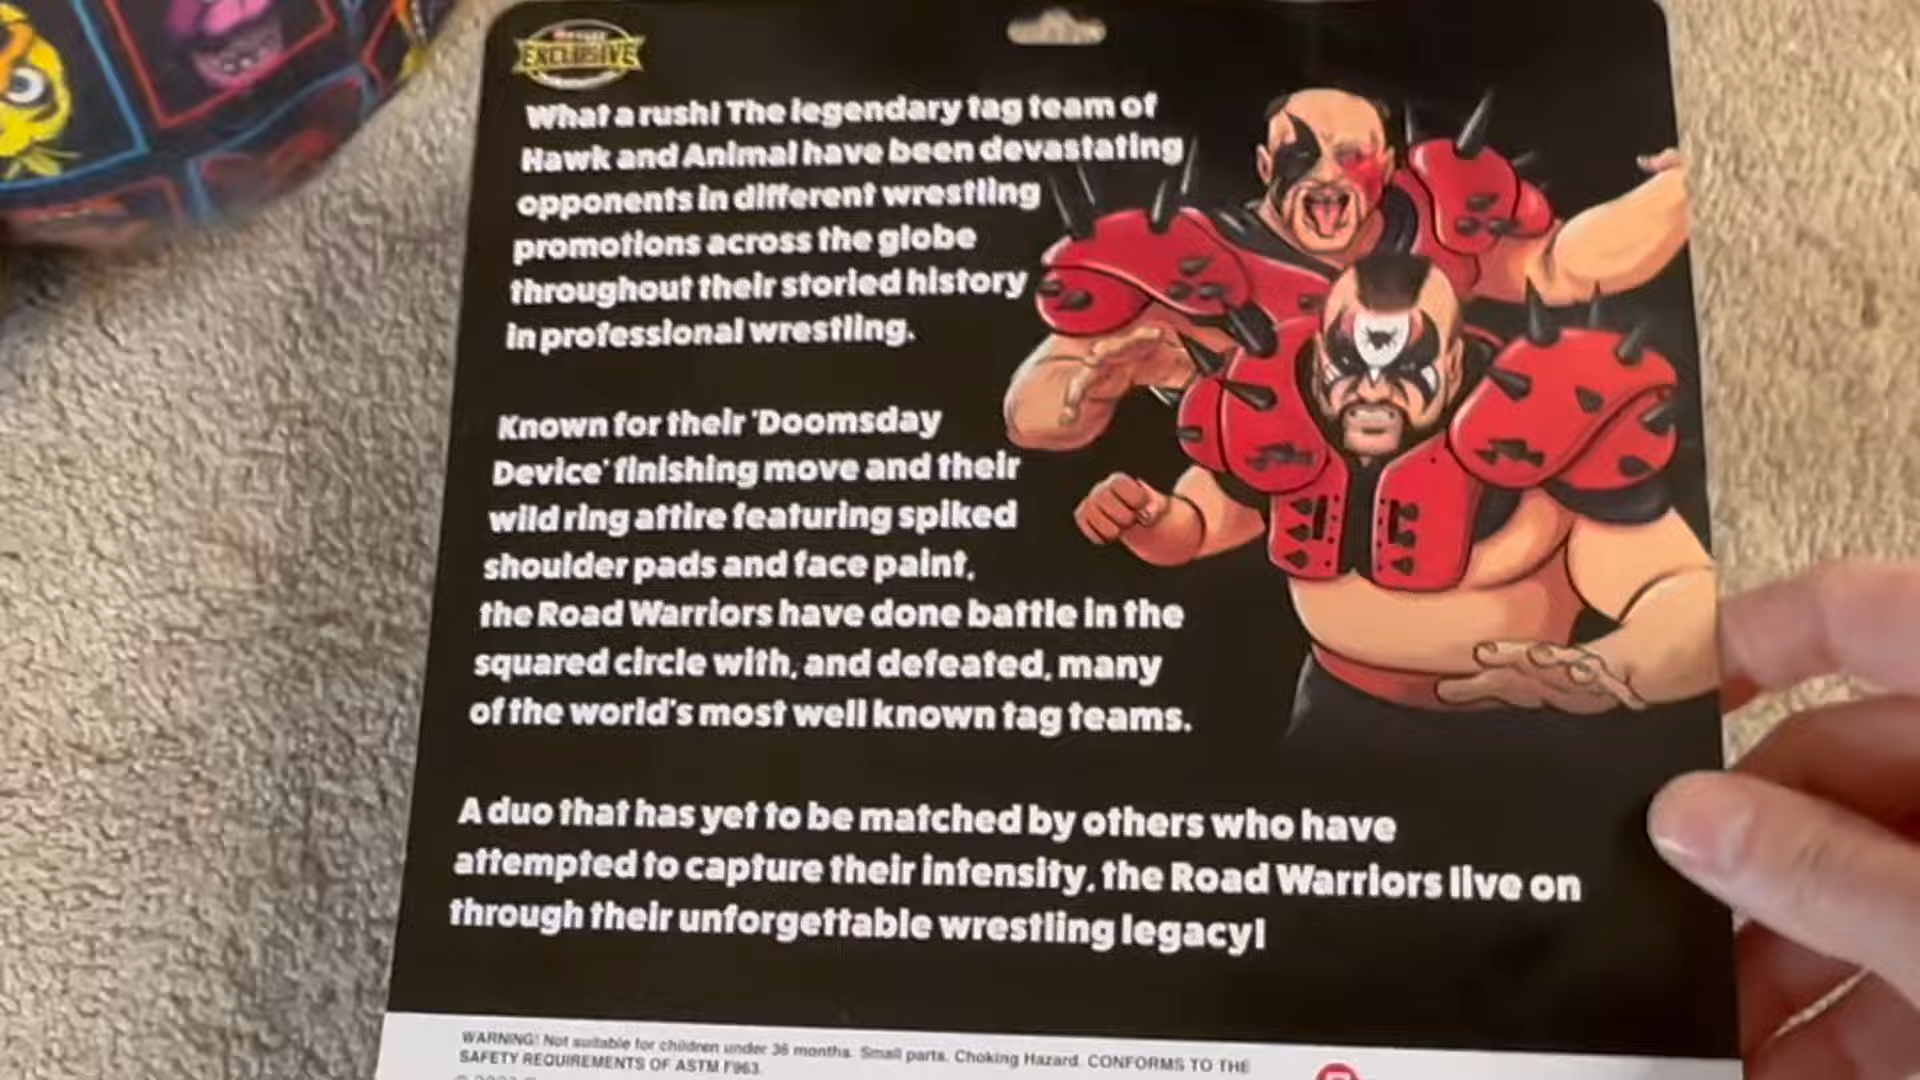 EXCLUSIVE
What a rush! The legendary tag team of
Hawk and Animal have been devastating
opponents in different wrestling
promotions across the globe
throughout their storied history
in professional wrestling.
Known for their 'Doomsday
Device' finishing move and their
wild ring attire featuring spiked
shoulder pads and face paint,
the Road Warriors have done battle in the
squared circle with, and defeated, many
of the world's most well known tag teams.
A duo that has yet to be matched by others who have
attempted to capture their intensity, the Road Warriors live on
through their unforgettable wrestling legacy!
WARNING! Not suitable for children under 36 months. Small parts. Choking Hazard. CONFORMS TO THE
SAFETY REQUIREMENTS OF ASTM F963.